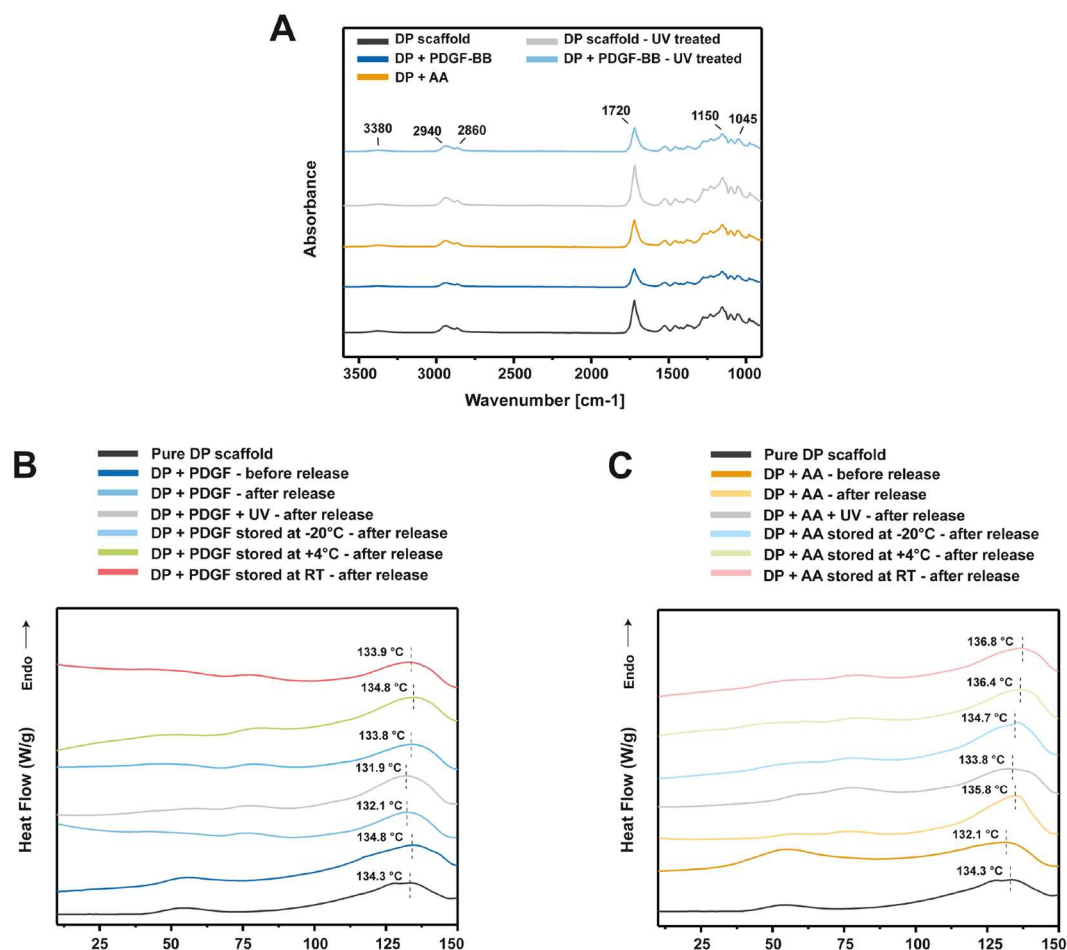 A
DP scaffold
DP scaffold - UV treated
DP + PDGF-BB
DP + PDGF-BB - UV treated
DP + AA
3380
2940
2860
1720
1150
1045
Absorbance
3500
3000
2500
2000
1500
1000
Wavenumber [cm-1]
B
Pure DP scaffold
DP + PDGF - before release
DP + PDGF - after release
DP + PDGF + UV - after release
DP + PDGF stored at -20°C - after release
DP + PDGF stored at +4°C - after release
DP + PDGF stored at RT - after release
Heat Flow (W/g)
Endo
133.9 °C
134.8 °C
133.8 °C
131.9 °C
132.1 °C
134.8 °C
134.3 °C
25
50
75
100
125
150
C
Pure DP scaffold
DP + AA - before release
DP + AA - after release
DP + AA + UV - after release
DP + AA stored at -20°C - after release
DP + AA stored at +4°C - after release
DP + AA stored at RT - after release
Heat Flow (W/g)
Endo
136.8 °C
136.4 °C
134.7 °C
133.8 °C
135.8 °C
132.1 °C
134.3 °C
25
50
75
100
125
150